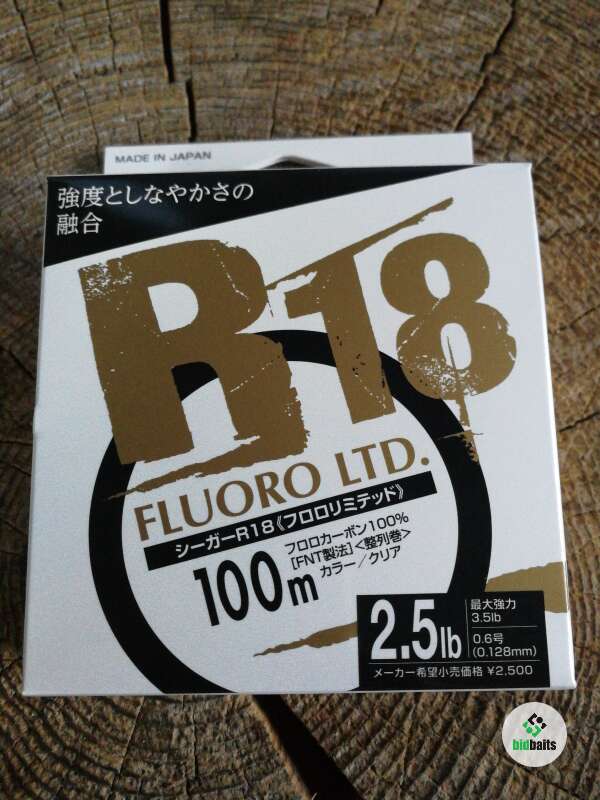 MADE IN JAPAN
強度としなやかさの
融合
R18
FLUORO LTD.
シーガーR18《フロロリミテッド》
100m
フロロカーボン100%
[FNT製法]<整列巻>
カラー/クリア
2.5lb
最大強力
3.5lb
0.6号
(0.128mm)
メーカー希望小売価格 ¥2,500
bidbaits